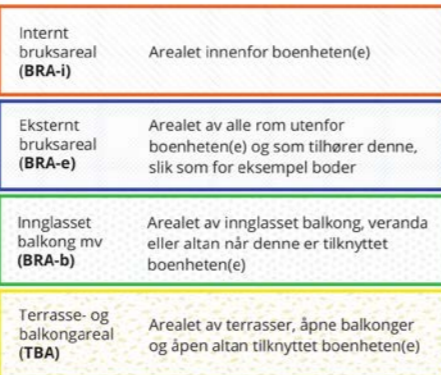 Internt
bruksareal
(BRA-i)
Arealet innenfor boenheten(e)
Eksternt
bruksareal
(BRA-e)
Arealet av alle rom utenfor
boenheten(e) og som tilhører denne,
slik som for eksempel boder
Innglasset
balkong mv
(BRA-b)
Arealet av innglasset balkong, veranda
eller altan når denne er tilknyttet
boenheten(e)
Terrasse- og
balkongareal
(TBA)
Arealet av terrasser, åpne balkonger
og åpen altan tilknyttet boenheten(e)